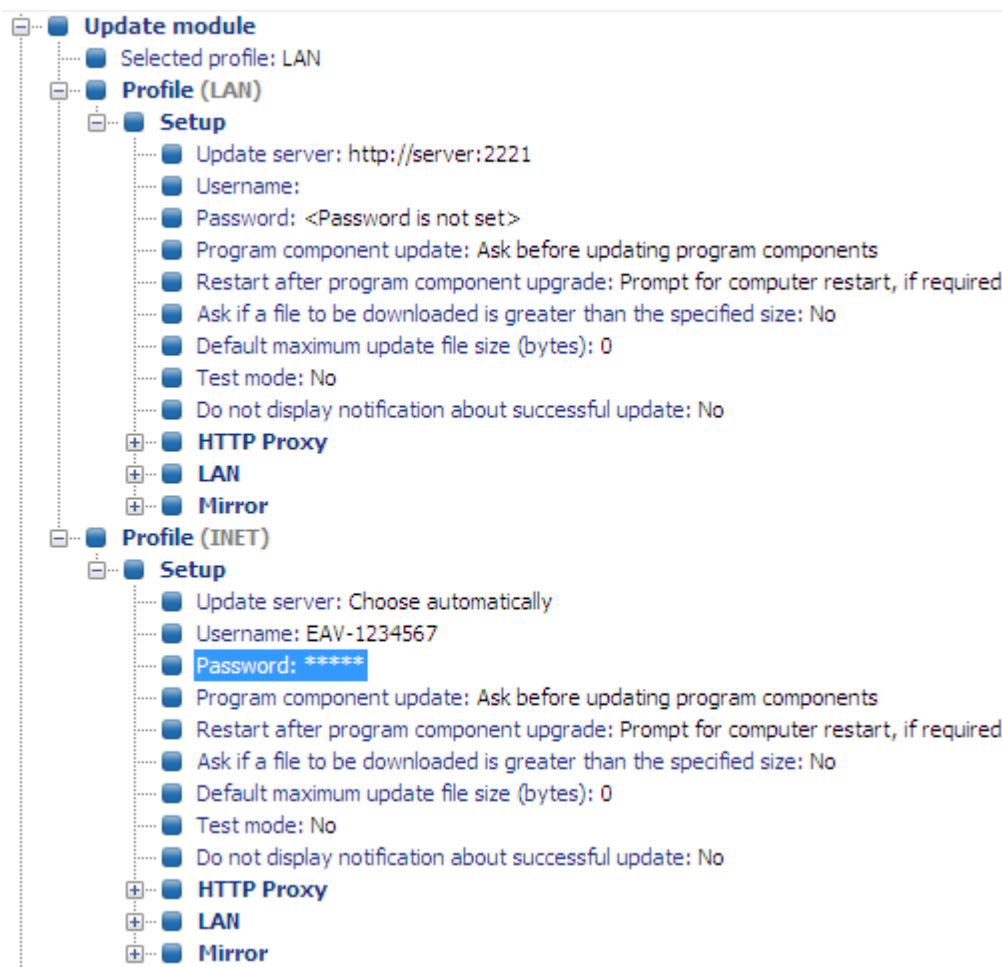 Update module
Selected profile: LAN
Profile (LAN)
Setup
Update server: http://server:2221
Username:
Password: <Password is not set>
Program component update: Ask before updating program components
Restart after program component upgrade: Prompt for computer restart, if required
Ask if a file to be downloaded is greater than the specified size: No
Default maximum update file size (bytes): 0
Test mode: No
Do not display notification about successful update: No
HTTP Proxy
LAN
Mirror
Profile (INET)
Setup
Update server: Choose automatically
Username: EAV-1234567
Password: *****
Program component update: Ask before updating program components
Restart after program component upgrade: Prompt for computer restart, if required
Ask if a file to be downloaded is greater than the specified size: No
Default maximum update file size (bytes): 0
Test mode: No
Do not display notification about successful update: No
HTTP Proxy
LAN
Mirror